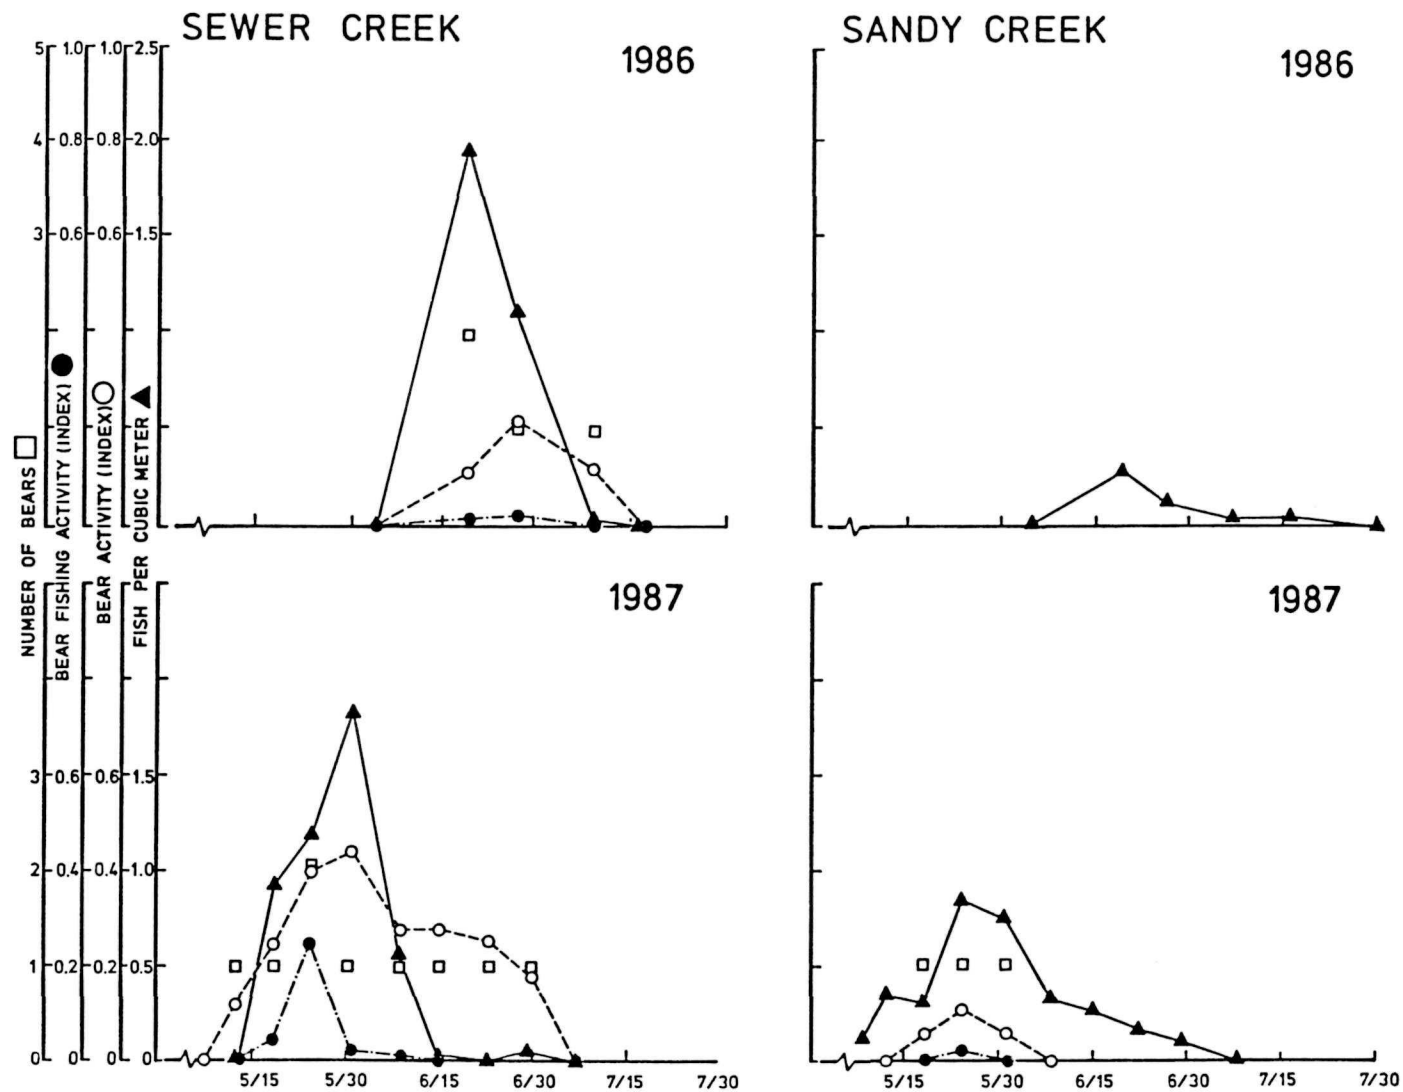 SEWER CREEK
SANDY CREEK
1986
1986
5 1.0 1.0 2.5
4 0.8 0.8 2.0
3 0.6 0.6 1.5
NUMBER OF BEARS
BEAR FISHING ACTIVITY (INDEX)
BEAR ACTIVITY (INDEX)
FISH PER CUBIC METER
1987
1987
3 0.6 0.6 1.5
2 0.4 0.4 1.0
1 0.2 0.2 0.5
0 0 0 0
5/15 5/30 6/15 6/30 7/15 7/30
5/15 5/30 6/15 6/30 7/15 7/30